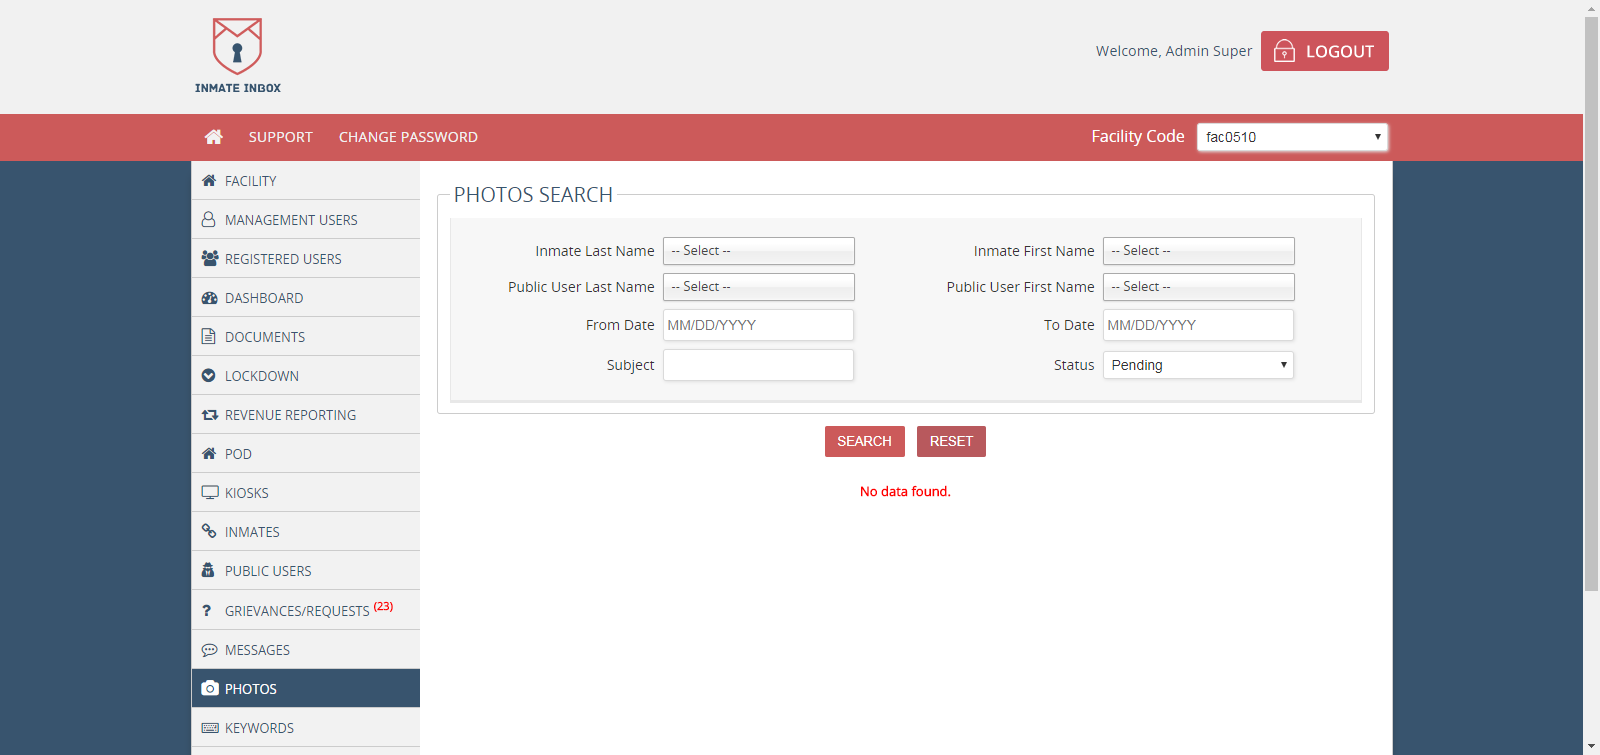 INMATE INBOX
Welcome, Admin Super
LOGOUT
SUPPORT
CHANGE PASSWORD
Facility Code
fac0510
FACILITY
MANAGEMENT USERS
REGISTERED USERS
DASHBOARD
DOCUMENTS
LOCKDOWN
REVENUE REPORTING
POD
KIOSKS
INMATES
PUBLIC USERS
GRIEVANCES/REQUESTS (23)
MESSAGES
PHOTOS
KEYWORDS
PHOTOS SEARCH
Inmate Last Name -- Select --
Inmate First Name -- Select --
Public User Last Name -- Select --
Public User First Name -- Select --
From Date MM/DD/YYYY
To Date MM/DD/YYYY
Subject
Status Pending
SEARCH
RESET
No data found.